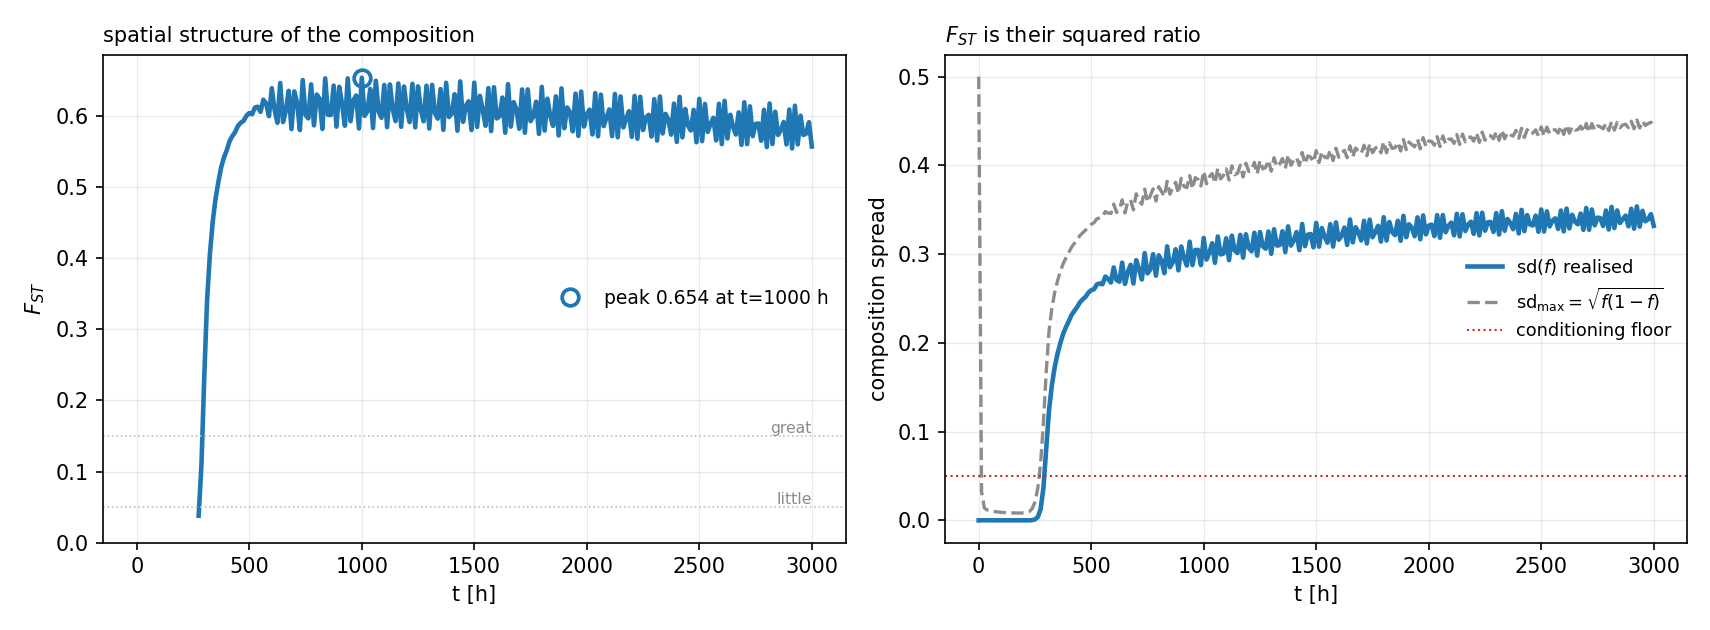 spatial structure of the composition
0.6
0.5
0.4
0.3
0.2
0.1
0.0
F_ST
peak 0.654 at t=1000 h
great
little
0 500 1000 1500 2000 2500 3000
t [h]
F_ST is their squared ratio
0.5
0.4
0.3
0.2
0.1
0.0
composition spread
sd(f) realised
sd_max = √f(1 − f)
conditioning floor
0 500 1000 1500 2000 2500 3000
t [h]